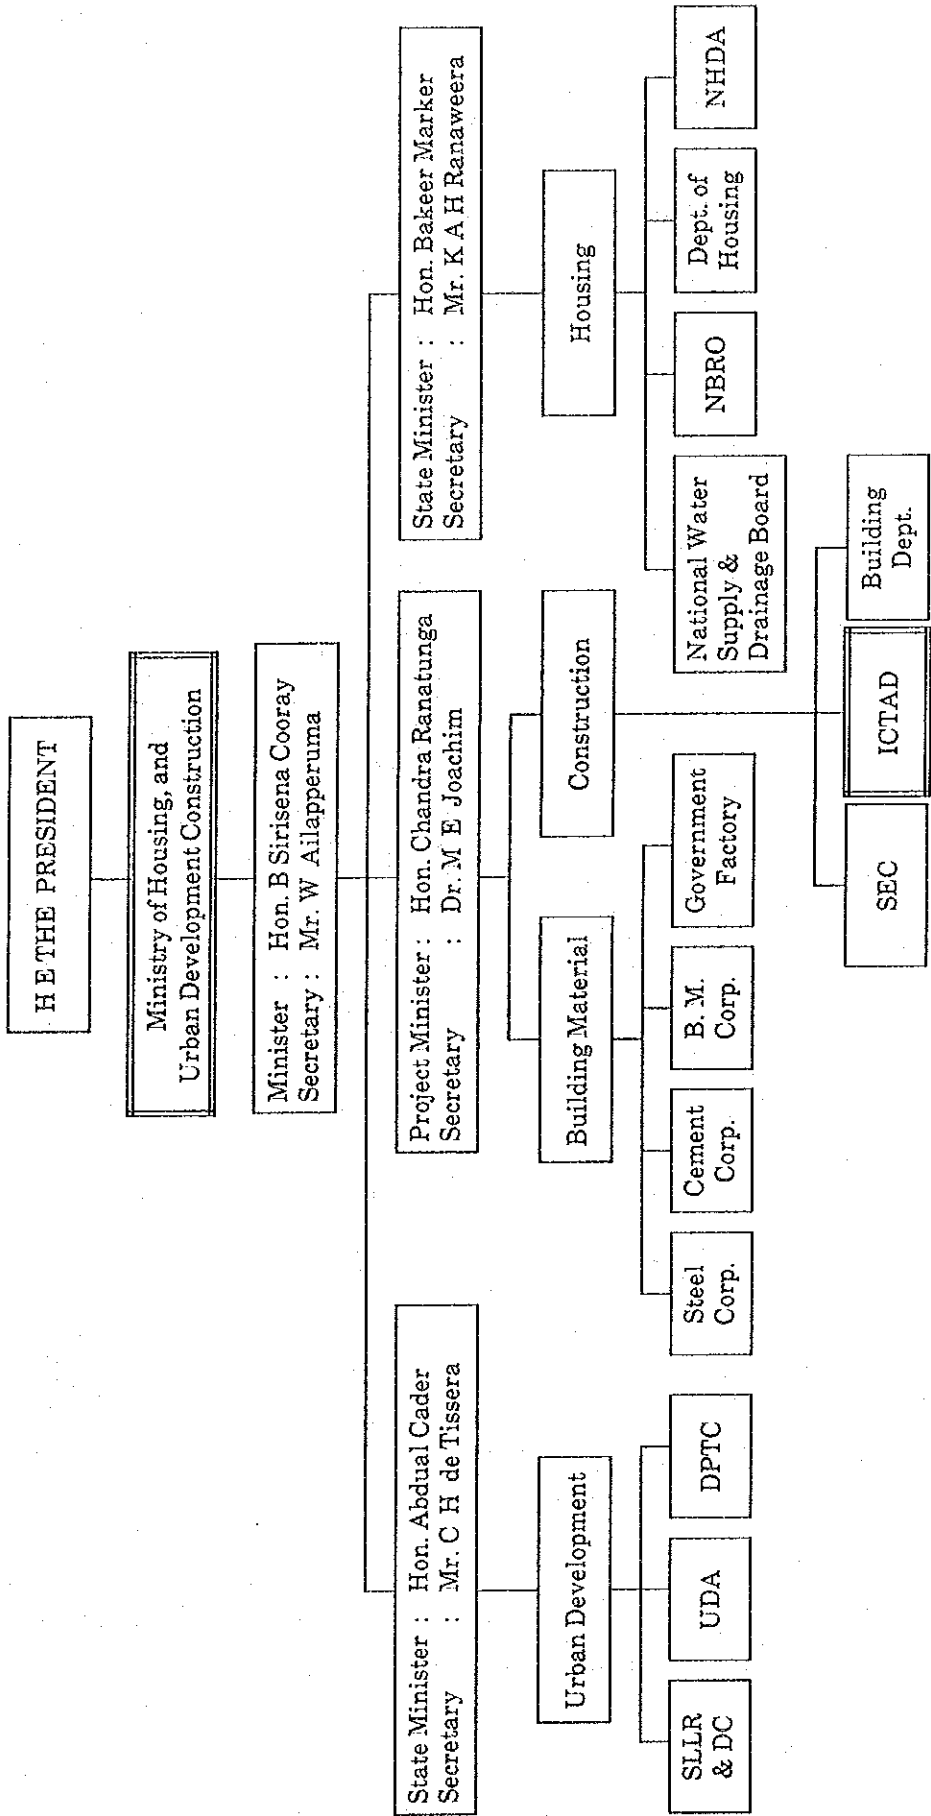 H E THE PRESIDENT
Ministry of Housing, and
Urban Development Construction
Minister : Hon. B Sirisena Cooray
Secretary : Mr. W Ailapperuma
State Minister : Hon. Abdual Cader
Secretary : Mr. C H de Tissera
Project Minister : Hon. Chandra Ranatunga
Secretary : Dr. M E Joachim
State Minister : Hon. Bakeer Marker
Secretary : Mr. K A H Ranaweera
Urban Development
Building Material
Construction
Housing
SLLR
& DC
UDA
DPTC
Steel
Corp.
Cement
Corp.
B. M.
Corp.
Government
Factory
National Water
Supply &
Drainage Board
NBRO
Dept. of
Housing
NHDA
SEC
ICTAD
Building
Dept.